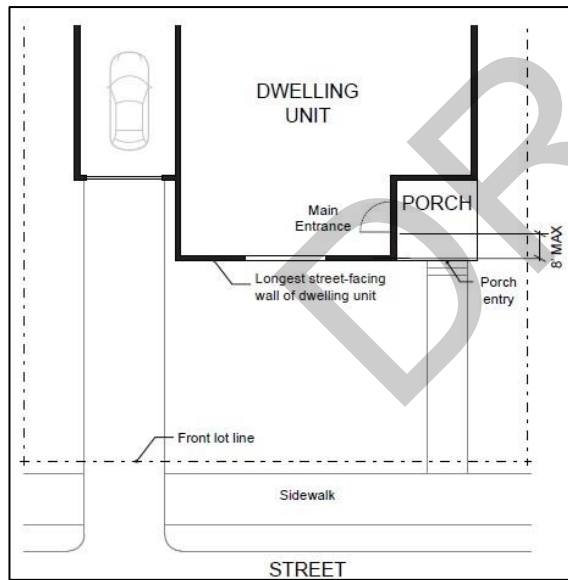 DWELLING
UNIT
PORCH
Main
Entrance
8' MAX
Longest street-facing
wall of dwelling unit
Porch
entry
Front lot line
Sidewalk
STREET
DR